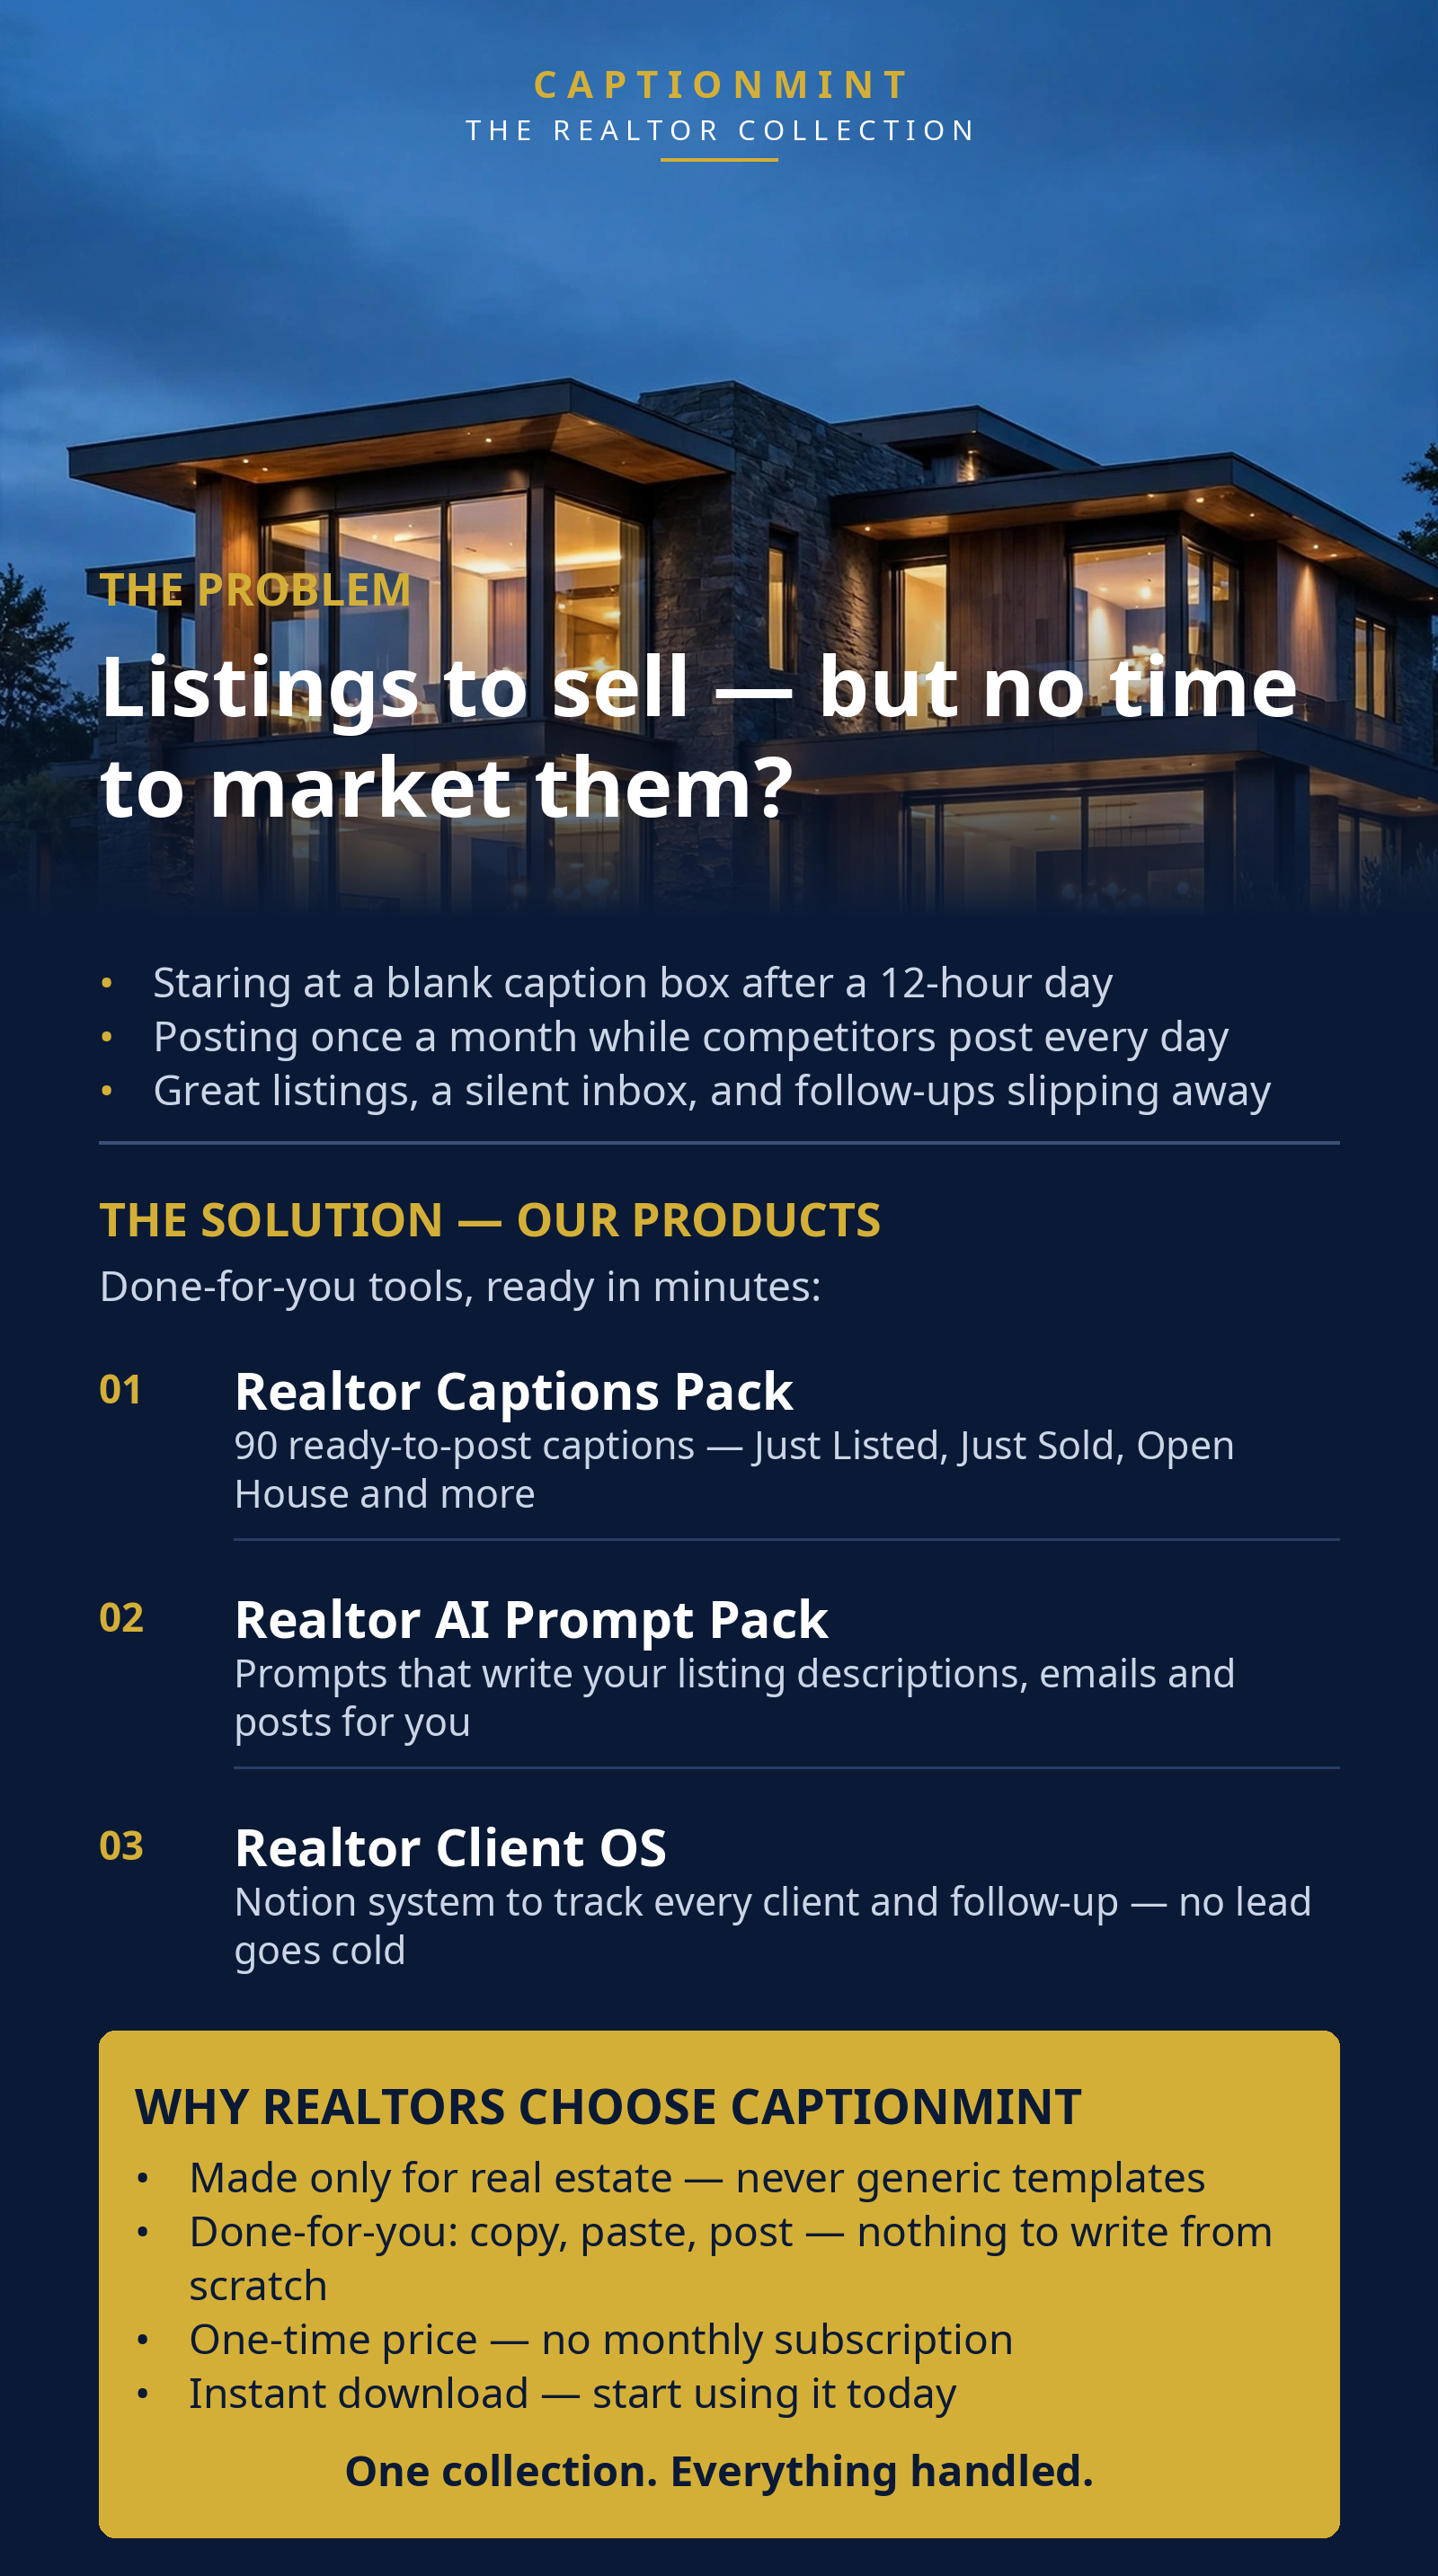 CAPTIONMINT
THE REALTOR COLLECTION
THE PROBLEM
Listings to sell — but no time
to market them?
• Staring at a blank caption box after a 12-hour day
• Posting once a month while competitors post every day
• Great listings, a silent inbox, and follow-ups slipping away
THE SOLUTION — OUR PRODUCTS
Done-for-you tools, ready in minutes:
01 Realtor Captions Pack
90 ready-to-post captions — Just Listed, Just Sold, Open
House and more
02 Realtor AI Prompt Pack
Prompts that write your listing descriptions, emails and
posts for you
03 Realtor Client OS
Notion system to track every client and follow-up — no lead
goes cold
WHY REALTORS CHOOSE CAPTIONMINT
• Made only for real estate — never generic templates
• Done-for-you: copy, paste, post — nothing to write from
scratch
• One-time price — no monthly subscription
• Instant download — start using it today
One collection. Everything handled.